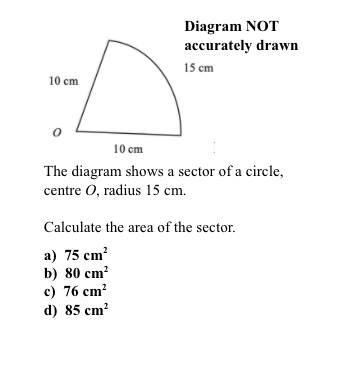 Diagram NOT
accurately drawn
15 cm
10 cm
O
10 cm
The diagram shows a sector of a circle,
centre O, radius 15 cm.
Calculate the area of the sector.
a) 75 cm²
b) 80 cm²
c) 76 cm²
d) 85 cm²